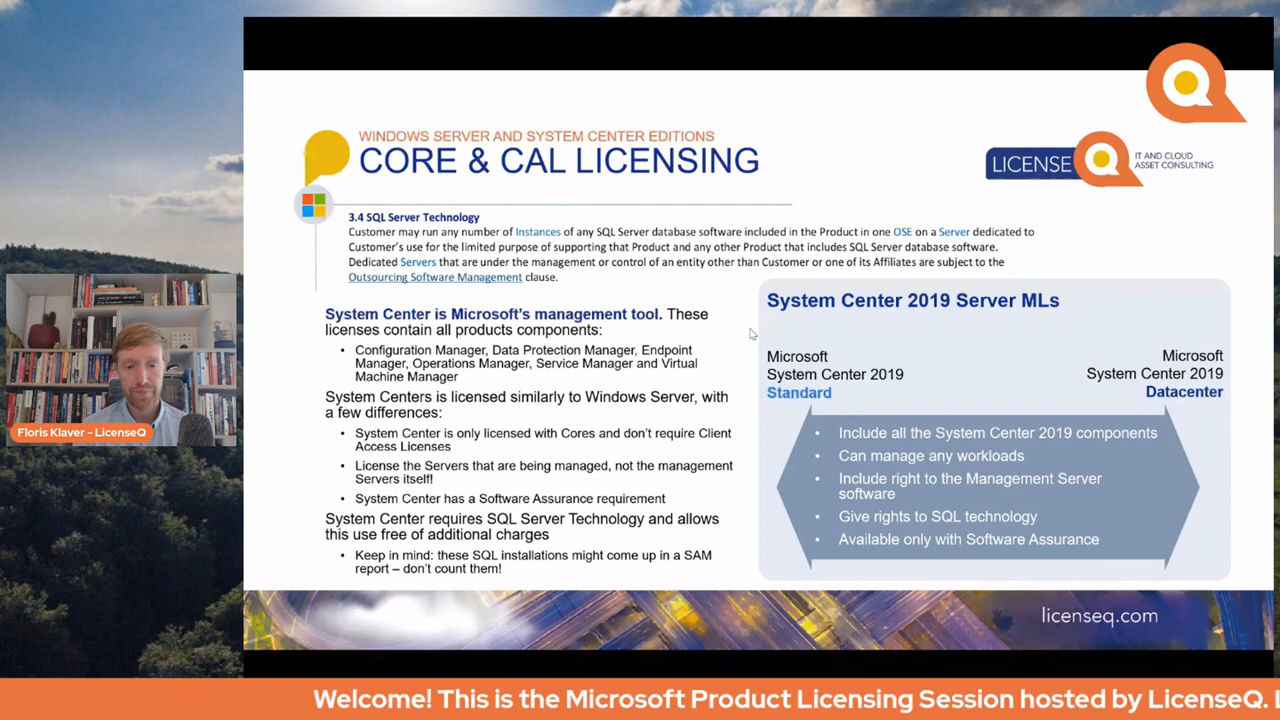 WINDOWS SERVER AND SYSTEM CENTER EDITIONS
CORE & CAL LICENSING
LICENSE
IT AND CLOUD
ASSET CONSULTING
3.4 SQL Server Technology
Customer may run any number of Instances of any SQL Server database software included in the Product in one OSE on a Server dedicated to
Customer's use for the limited purpose of supporting that Product and any other Product that includes SQL Server database software.
Dedicated Servers that are under the management or control of an entity other than Customer or one of its Affiliates are subject to the
Outsourcing Software Management clause.
System Center is Microsoft's management tool. These
licenses contain all products components:
• Configuration Manager, Data Protection Manager, Endpoint
Manager, Operations Manager, Service Manager and Virtual
Machine Manager
System Centers is licensed similarly to Windows Server, with
a few differences:
• System Center is only licensed with Cores and don't require Client
Access Licenses
• License the Servers that are being managed, not the management
Servers itself!
• System Center has a Software Assurance requirement
System Center requires SQL Server Technology and allows
this use free of additional charges
• Keep in mind: these SQL installations might come up in a SAM
report – don't count them!
System Center 2019 Server MLs
Microsoft
System Center 2019
Standard
Microsoft
System Center 2019
Datacenter
• Include all the System Center 2019 components
• Can manage any workloads
• Include right to the Management Server
software
• Give rights to SQL technology
• Available only with Software Assurance
licenseq.com
Floris Klaver - LicenseQ
Welcome! This is the Microsoft Product Licensing Session hosted by LicenseQ.